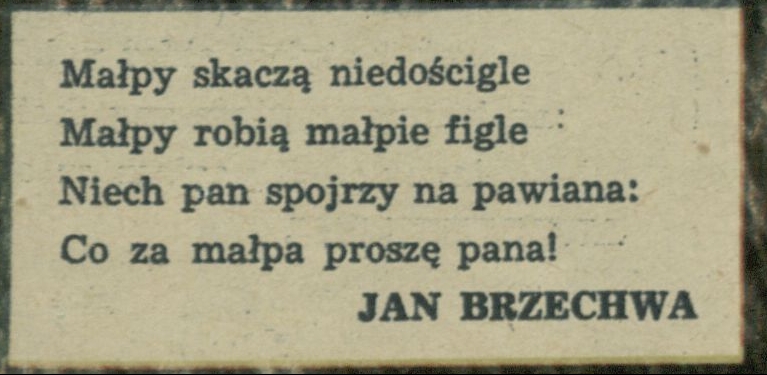 Małpy skaczą niedościgle
Małpy robią małpie figle
Niech pan spojrzy na pawiana:
Co za małpa proszę pana!
JAN BRZECHWA